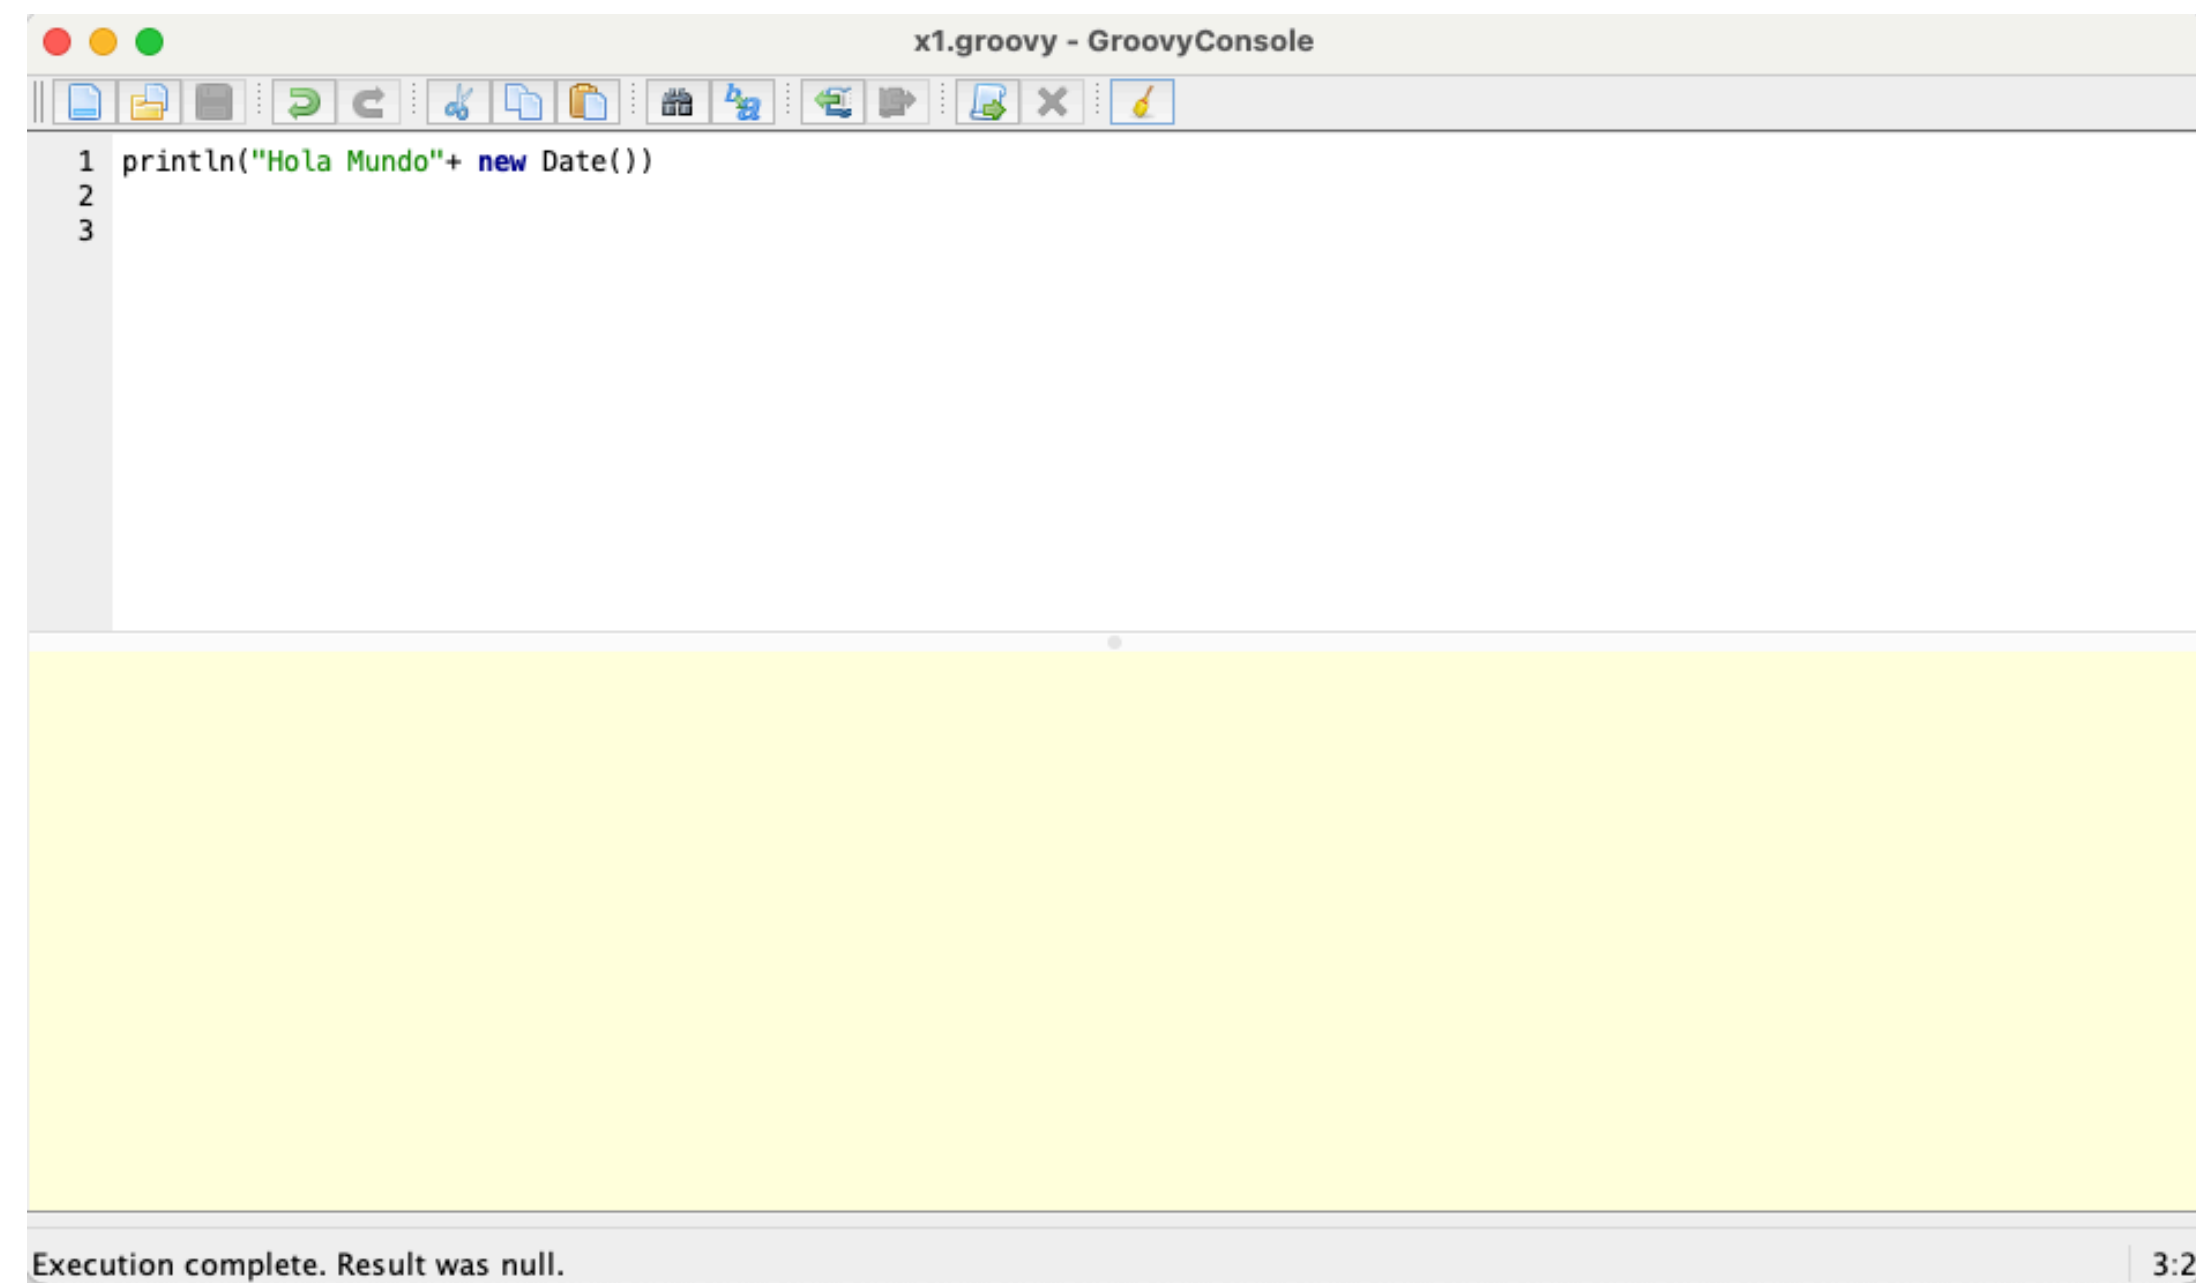 x1.groovy - GroovyConsole
1 println("Hola Mundo"+ new Date())
2
3
Execution complete. Result was null.
3:2